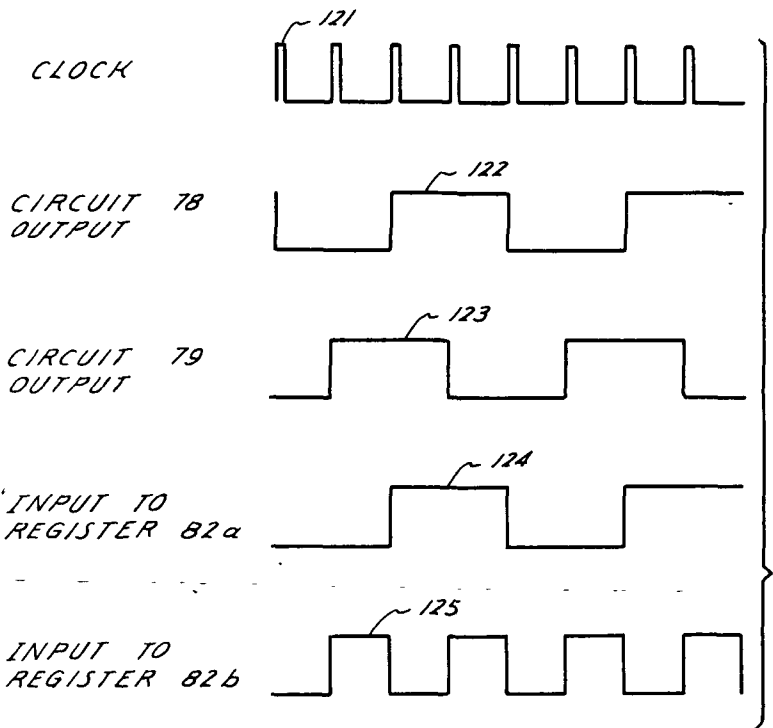 121
CLOCK
122
CIRCUIT 78
OUTPUT
123
CIRCUIT 79
OUTPUT
124
INPUT TO
REGISTER 82a
125
INPUT TO
REGISTER 82b